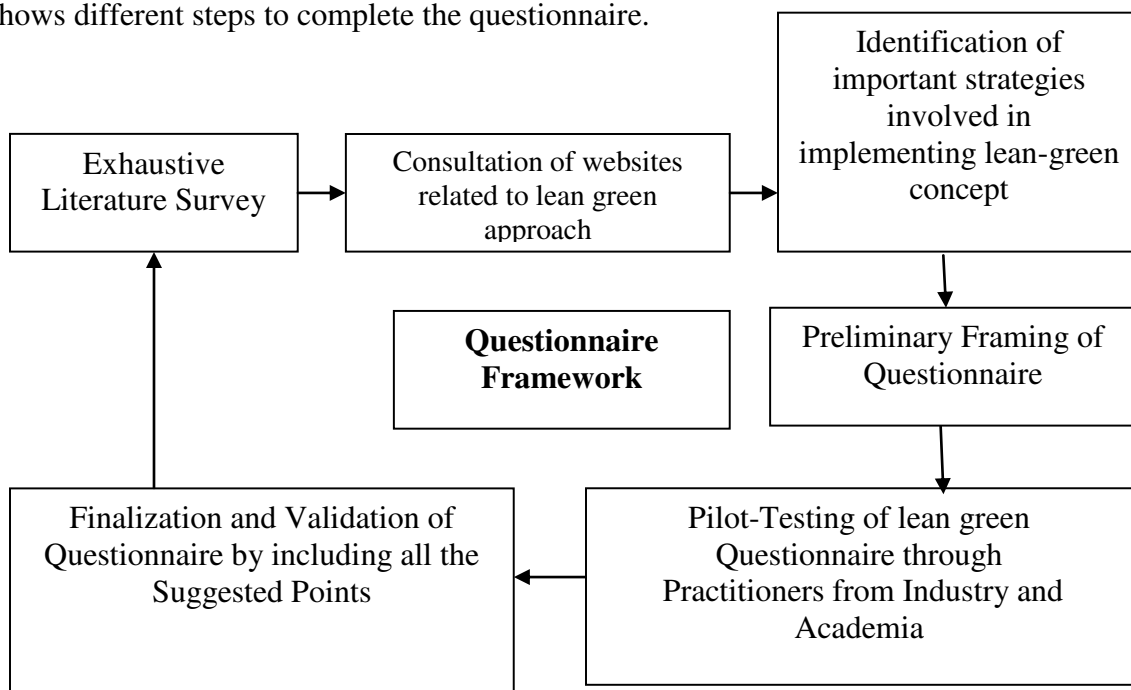 hows different steps to complete the questionnaire.
Exhaustive
Literature Survey
Consultation of websites
related to lean green
approach
Identification of
important strategies
involved in
implementing lean-green
concept
Questionnaire
Framework
Preliminary Framing of
Questionnaire
Finalization and Validation of
Questionnaire by including all the
Suggested Points
Pilot-Testing of lean green
Questionnaire through
Practitioners from Industry and
Academia